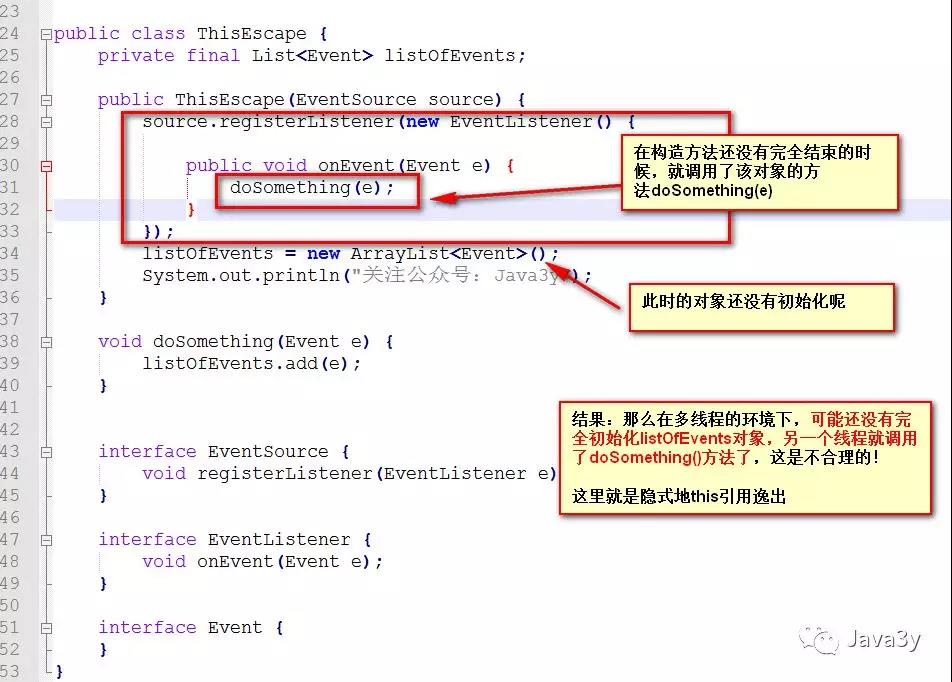 23
24 public class ThisEscape {
25 private final List<Event> listOfEvents;
26
27 public ThisEscape(EventSource source) {
28 source.registerListener(new EventListener() {
29
30 public void onEvent(Event e) {
31 doSomething(e);
32 }
33 });
34 listOfEvents = new ArrayList<Event>();
35 System.out.println("关注公众号：Java3y");
36 }
37
38 void doSomething(Event e) {
39 listOfEvents.add(e);
40 }
41
42
43 interface EventSource {
44 void registerListener(EventListener e)
45 }
46
47 interface EventListener {
48 void onEvent(Event e);
49 }
50
51 interface Event {
52 }
53 }
在构造方法还没有完全结束的时
候，就调用了该对象的方
法doSomething(e)
此时的对象还没有初始化呢
结果：那么在多线程的环境下，可能还没有完
全初始化listOfEvents对象，另一个线程就调用
了doSomething()方法了，这是不合理的！
这里就是隐式地this引用逸出
Java3y